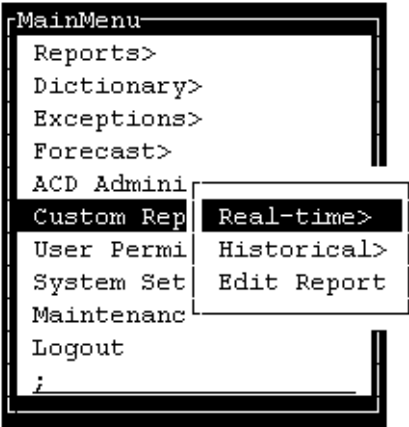 MainMenu
Reports>
Dictionary>
Exceptions>
Forecast>
ACD Admini
Custom Rep
Real-time>
User Permi
Historical>
System Set
Edit Report
Maintenanc
Logout
;